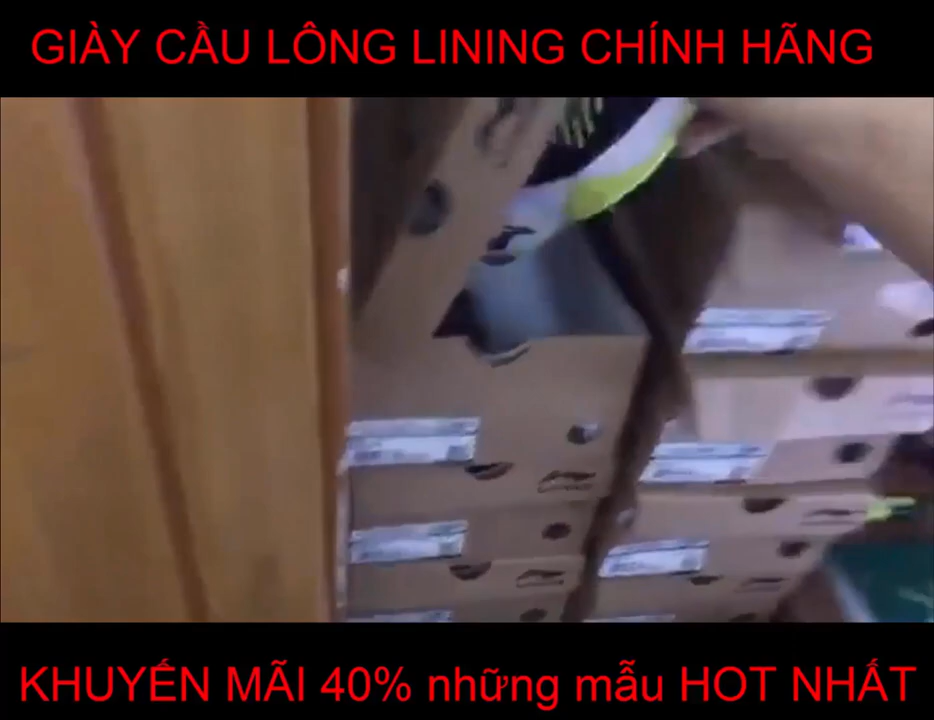 GIÀY CẦU LÔNG LINING CHÍNH HÃNG
KHUYẾN MÃI 40% những mẫu HOT NHẤT